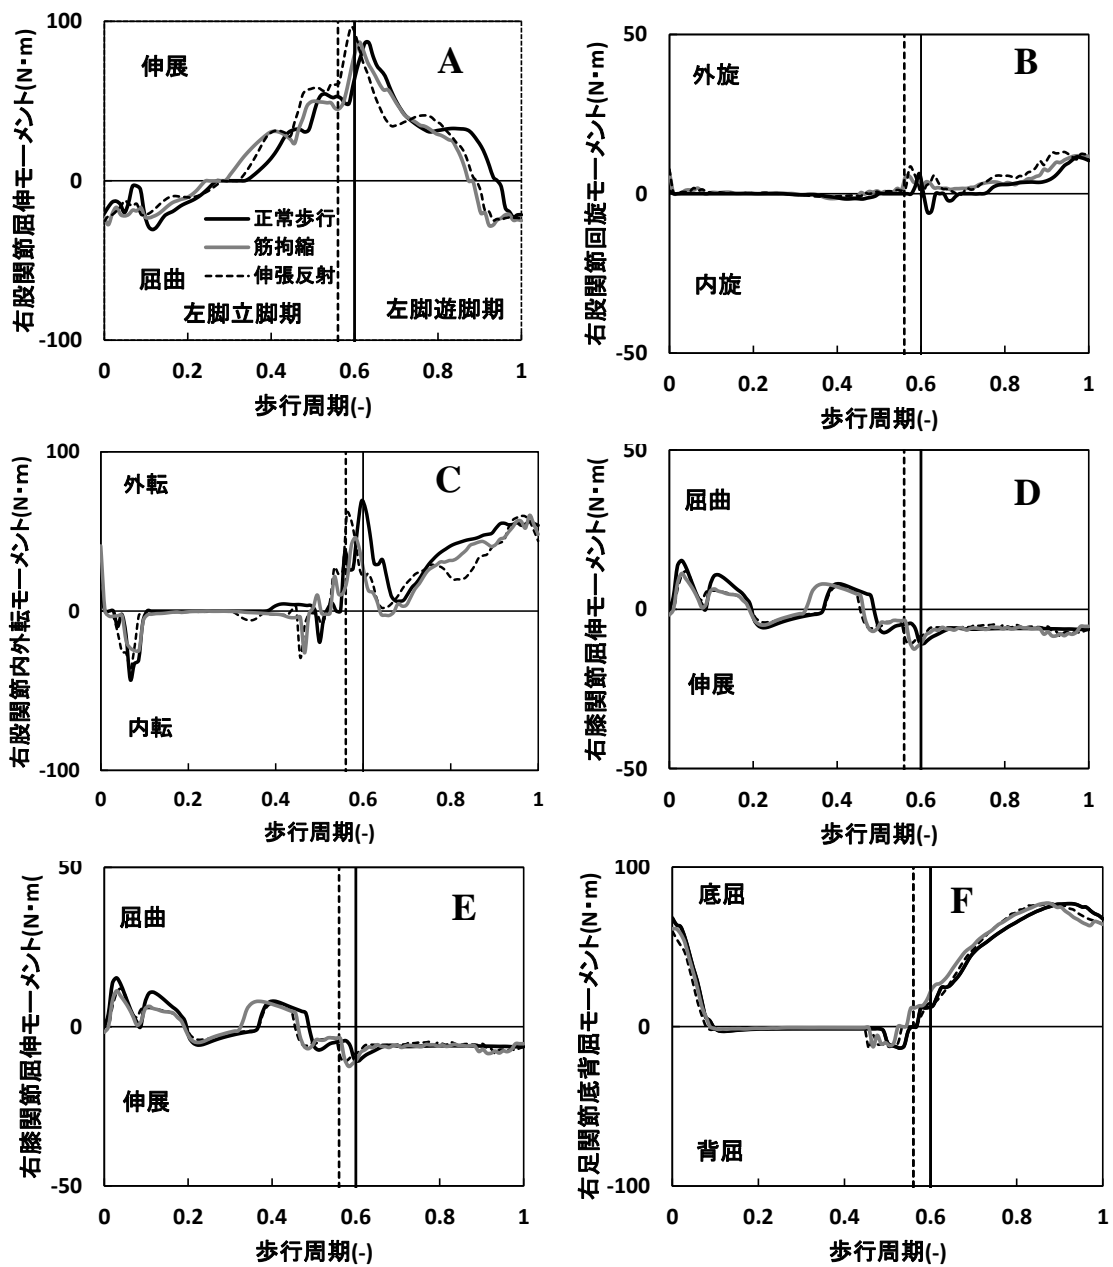 右股関節屈伸モーメント(N・m)
100
0
-100
伸展
A
正常歩行
筋拘縮
伸張反射
屈曲
左脚立脚期
左脚遊脚期
0 0.2 0.4 0.6 0.8 1
歩行周期(-)
右股関節回旋モーメント(N・m)
50
0
-50
外旋
B
内旋
0 0.2 0.4 0.6 0.8 1
歩行周期(-)
右股関節内外転モーメント(N・m)
100
0
-100
外転
C
内転
0 0.2 0.4 0.6 0.8 1
歩行周期(-)
右膝関節屈伸モーメント(N・m(
50
0
-50
屈曲
D
伸展
0 0.2 0.4 0.6 0.8 1
歩行周期(-)
右膝関節屈伸モーメント(N・m(
50
0
-50
屈曲
E
伸展
0 0.2 0.4 0.6 0.8 1
歩行周期(-)
右足関節底背屈モーメント(N・m)
100
0
-100
底屈
F
背屈
0 0.2 0.4 0.6 0.8 1
歩行周期(-)